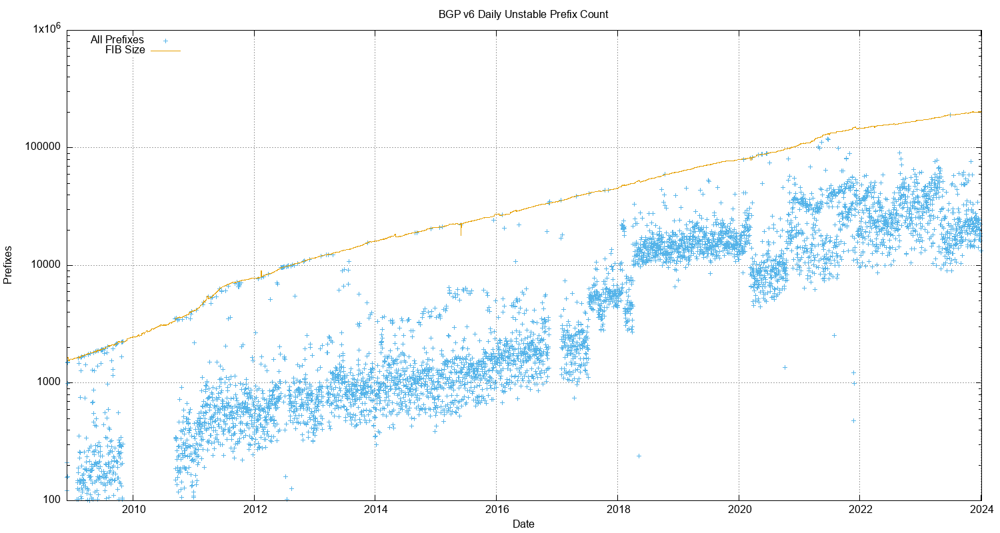 BGP v6 Daily Unstable Prefix Count
1x10^6
All Prefixes
FIB Size
100000
10000
1000
100
Prefixes
2010 2012 2014 2016 2018 2020 2022 2024
Date